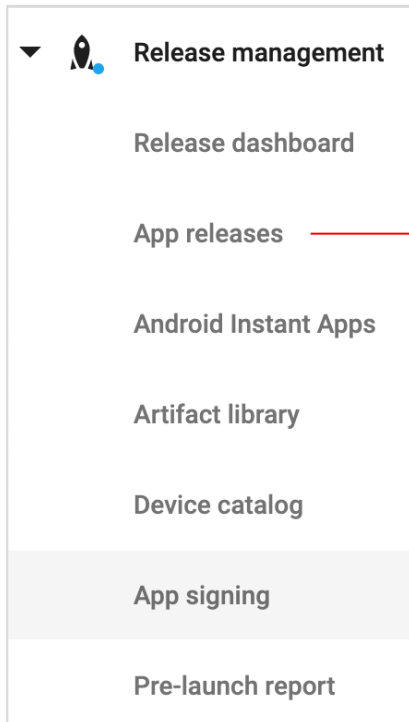 Release management
Release dashboard
App releases
Android Instant Apps
Artifact library
Device catalog
App signing
Pre-launch report